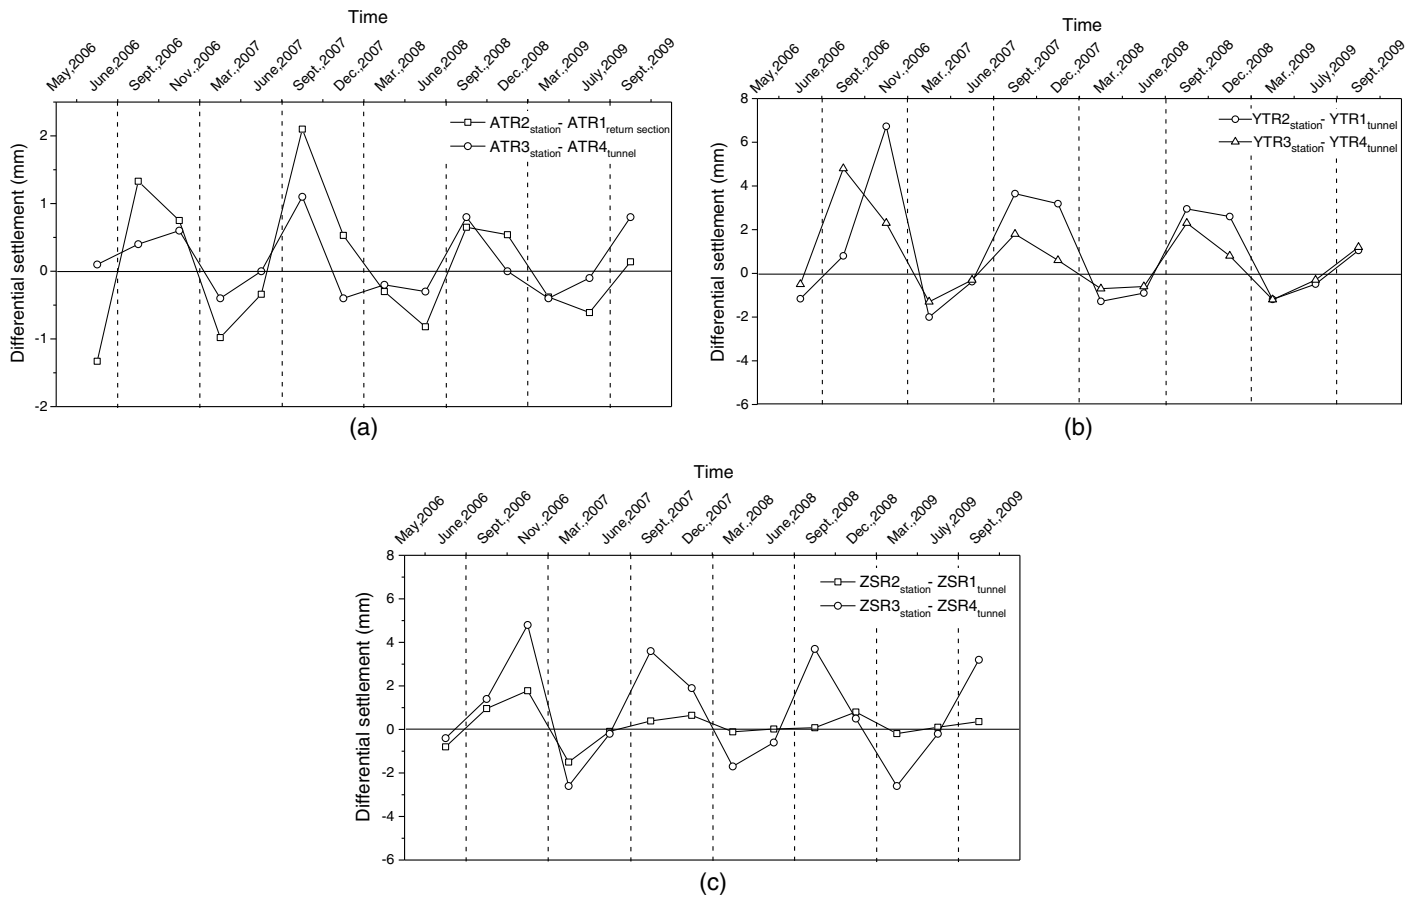 Time
May,2006 June,2006 Sept.,2006 Nov.,2006 Mar.,2007 June,2007 Sept.,2007 Dec.,2007 Mar.,2008 June,2008 Sept.,2008 Dec.,2008 Mar.,2009 July,2009 Sept.,2009
Differential settlement (mm)
2
1
0
-1
-2
ATR2station- ATR1return section
ATR3station- ATR4tunnel
(a)
Time
May,2006 June,2006 Sept.,2006 Nov.,2006 Mar.,2007 June,2007 Sept.,2007 Dec.,2007 Mar.,2008 June,2008 Sept.,2008 Dec.,2008 Mar.,2009 July,2009 Sept.,2009
Differential settlement (mm)
8
6
4
2
0
-2
-4
-6
YTR2station- YTR1tunnel
YTR3station- YTR4tunnel
(b)
Time
May,2006 June,2006 Sept.,2006 Nov.,2006 Mar.,2007 June,2007 Sept.,2007 Dec.,2007 Mar.,2008 June,2008 Sept.,2008 Dec.,2008 Mar.,2009 July,2009 Sept.,2009
Differential settlement (mm)
8
6
4
2
0
-2
-4
-6
ZSR2station- ZSR1tunnel
ZSR3station- ZSR4tunnel
(c)